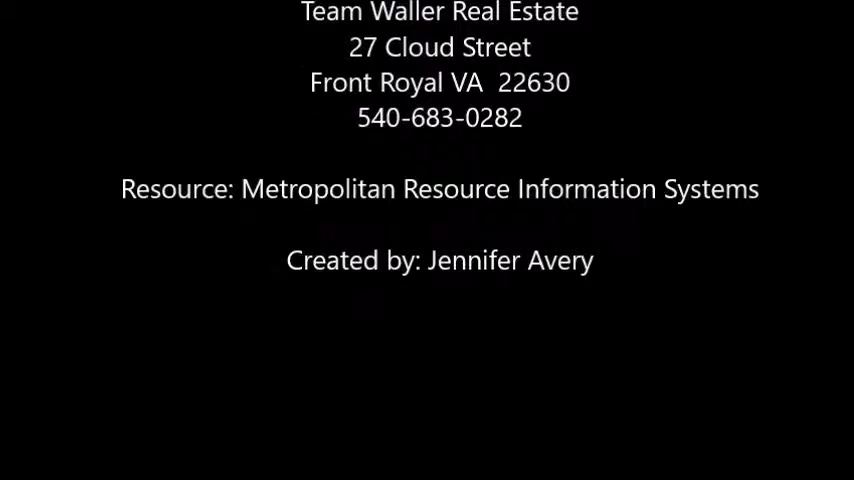 Team Waller Real Estate
27 Cloud Street
Front Royal VA  22630
540-683-0282
Resource: Metropolitan Resource Information Systems
Created by: Jennifer Avery